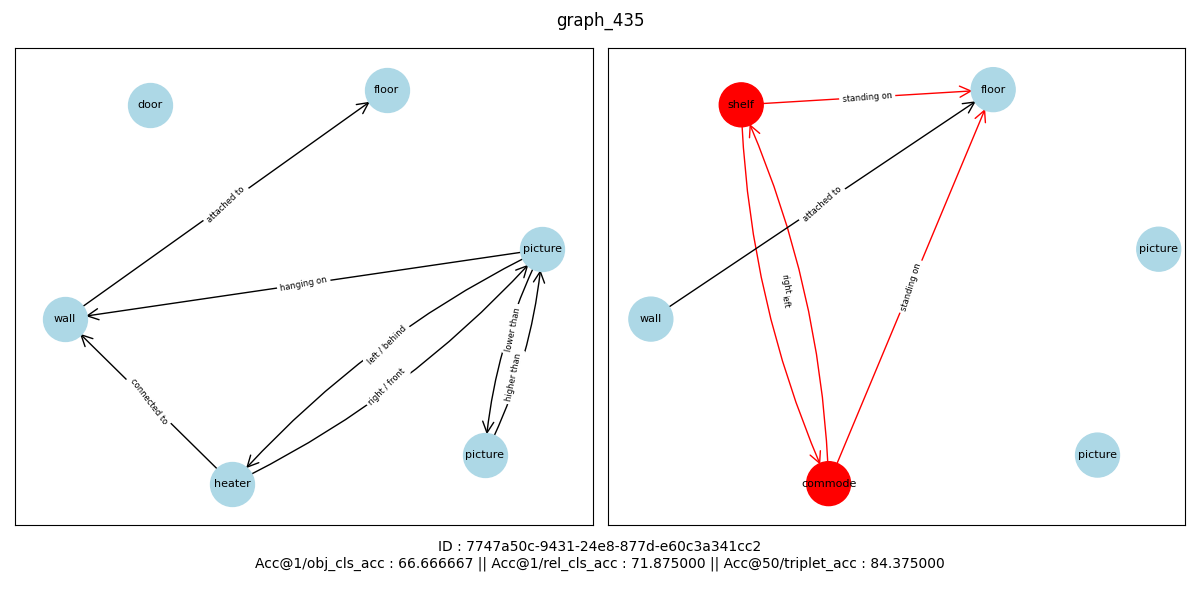 graph_435
door
floor
attached to
picture
hanging on
wall
left / behind
lower than
right / front
higher than
connected to
picture
heater
shelf
standing on
floor
attached to
picture
right
left
standing on
wall
picture
commode
ID : 7747a50c-9431-24e8-877d-e60c3a341cc2
Acc@1/obj_cls_acc : 66.666667 || Acc@1/rel_cls_acc : 71.875000 || Acc@50/triplet_acc : 84.375000